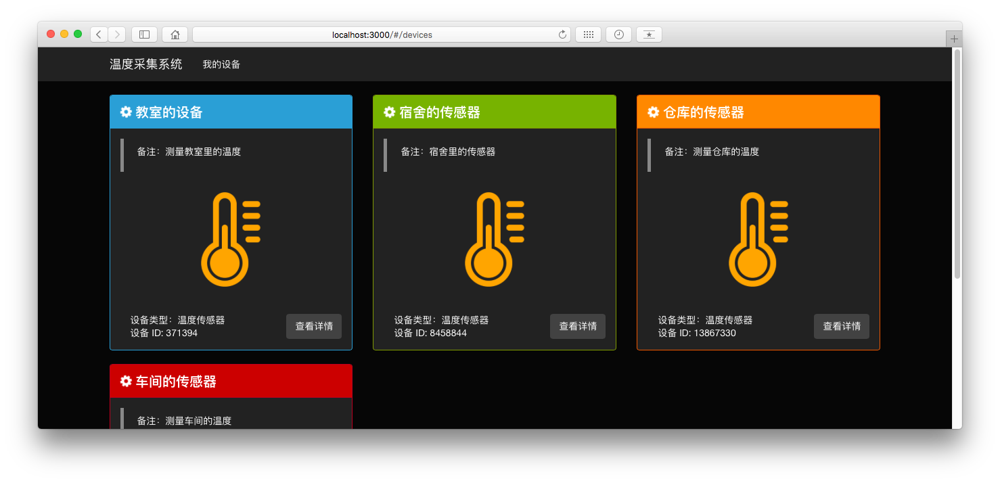 localhost:3000/#/devices
温度采集系统 我的设备
教室的设备
备注：测量教室里的温度
设备类型：温度传感器
设备 ID: 371394
查看详情
宿舍的传感器
备注：宿舍里的传感器
设备类型：温度传感器
设备 ID: 8458844
查看详情
仓库的传感器
备注：测量仓库的温度
设备类型：温度传感器
设备 ID: 13867330
查看详情
车间的传感器
备注：测量车间的温度